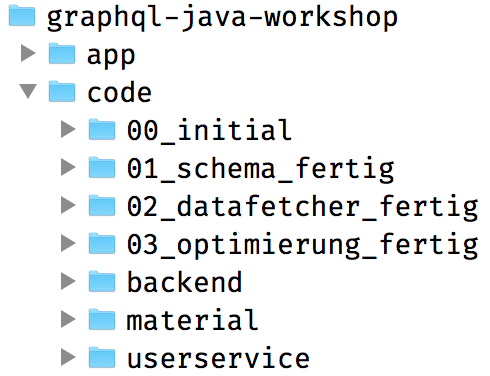 graphql-java-workshop
app
code
00_initial
01_schema_fertig
02_datafetcher_fertig
03_optimierung_fertig
backend
material
userservice